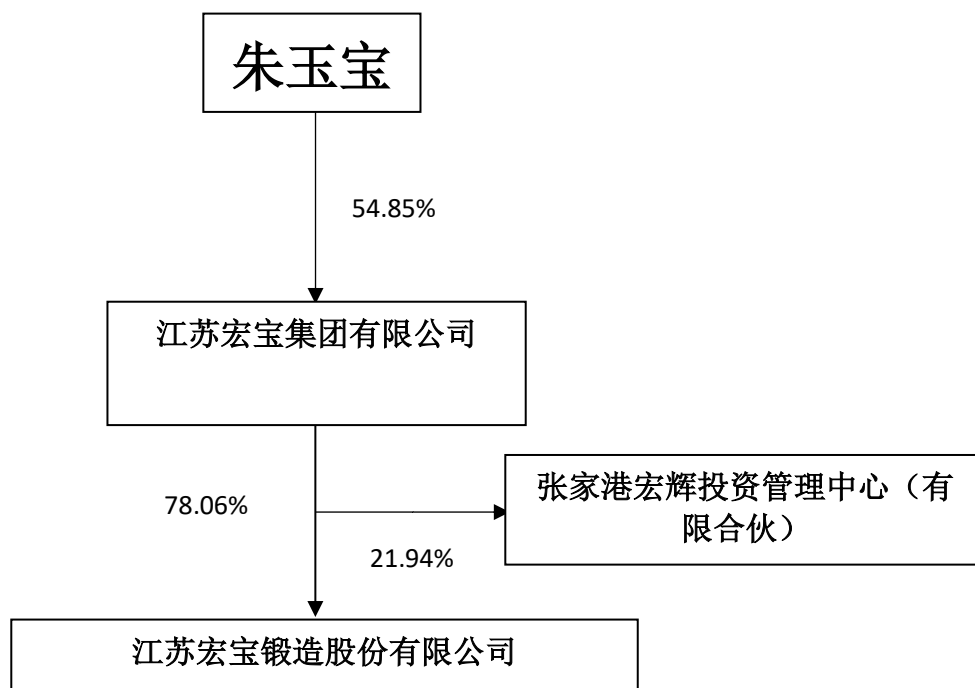 朱玉宝
54.85%
江苏宏宝集团有限公司
张家港宏辉投资管理中心（有
限合伙）
78.06%
21.94%
江苏宏宝锻造股份有限公司